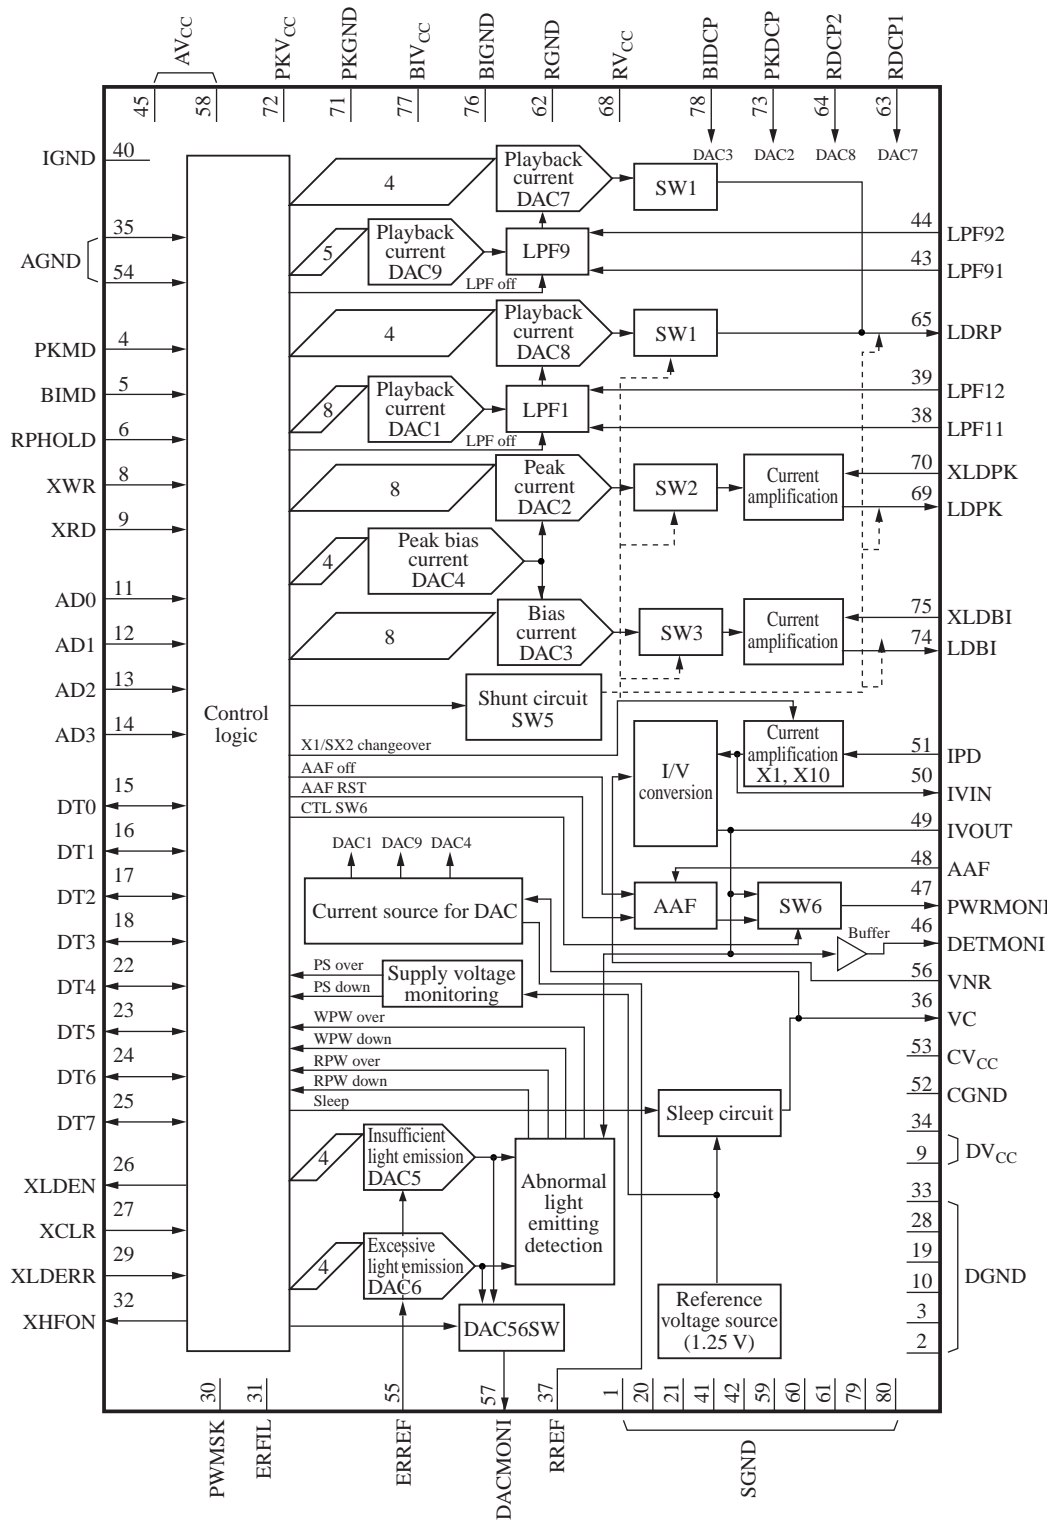 AVCC
PKVCC
PKGND
BIVCC
BIGND
RGND
RVCC
BIDCP
PKDCP
RDCP2
RDCP1
45
58
72
71
77
76
62
68
78
73
64
63
DAC3
DAC2
DAC8
DAC7
IGND
40
35
AGND
54
PKMD
4
BIMD
5
RPHOLD
6
XWR
8
XRD
9
AD0
11
AD1
12
AD2
13
AD3
14
DT0
15
DT1
16
DT2
17
DT3
18
DT4
22
DT5
23
DT6
24
DT7
25
XLDEN
26
XCLR
27
XLDERR
29
XHFON
32
Control
logic
4
Playback
current
DAC7
SW1
5
Playback
current
DAC9
LPF9
LPF off
4
Playback
current
DAC8
SW1
8
Playback
current
DAC1
LPF1
LPF off
8
Peak
current
DAC2
SW2
Current
amplification
4
Peak bias
current
DAC4
8
Bias
current
DAC3
SW3
Current
amplification
Shunt circuit
SW5
X1/SX2 changeover
AAF off
AAF RST
CTL SW6
I/V
conversion
Current
amplification
X1, X10
DAC1
DAC9
DAC4
Current source for DAC
AAF
SW6
Buffer
PS over
PS down
Supply voltage
monitoring
WPW over
WPW down
RPW over
RPW down
Sleep
Sleep circuit
4
Insufficient
light emission
DAC5
4
Excessive
light emission
DAC6
Abnormal
light
emitting
detection
DAC56SW
Reference
voltage source
(1.25 V)
44
LPF92
43
LPF91
65
LDRP
39
LPF12
38
LPF11
70
XLDPK
69
LDPK
75
XLDBI
74
LDBI
51
IPD
50
IVIN
49
IVOUT
48
AAF
47
PWRMONI
46
DETMONI
56
VNR
36
VC
53
CVCC
52
CGND
34
9
DVCC
33
28
19
10
3
2
DGND
30
31
55
57
37
1
20
21
41
42
59
60
61
79
80
PWMSK
ERFIL
ERREF
DACMONI
RREF
SGND